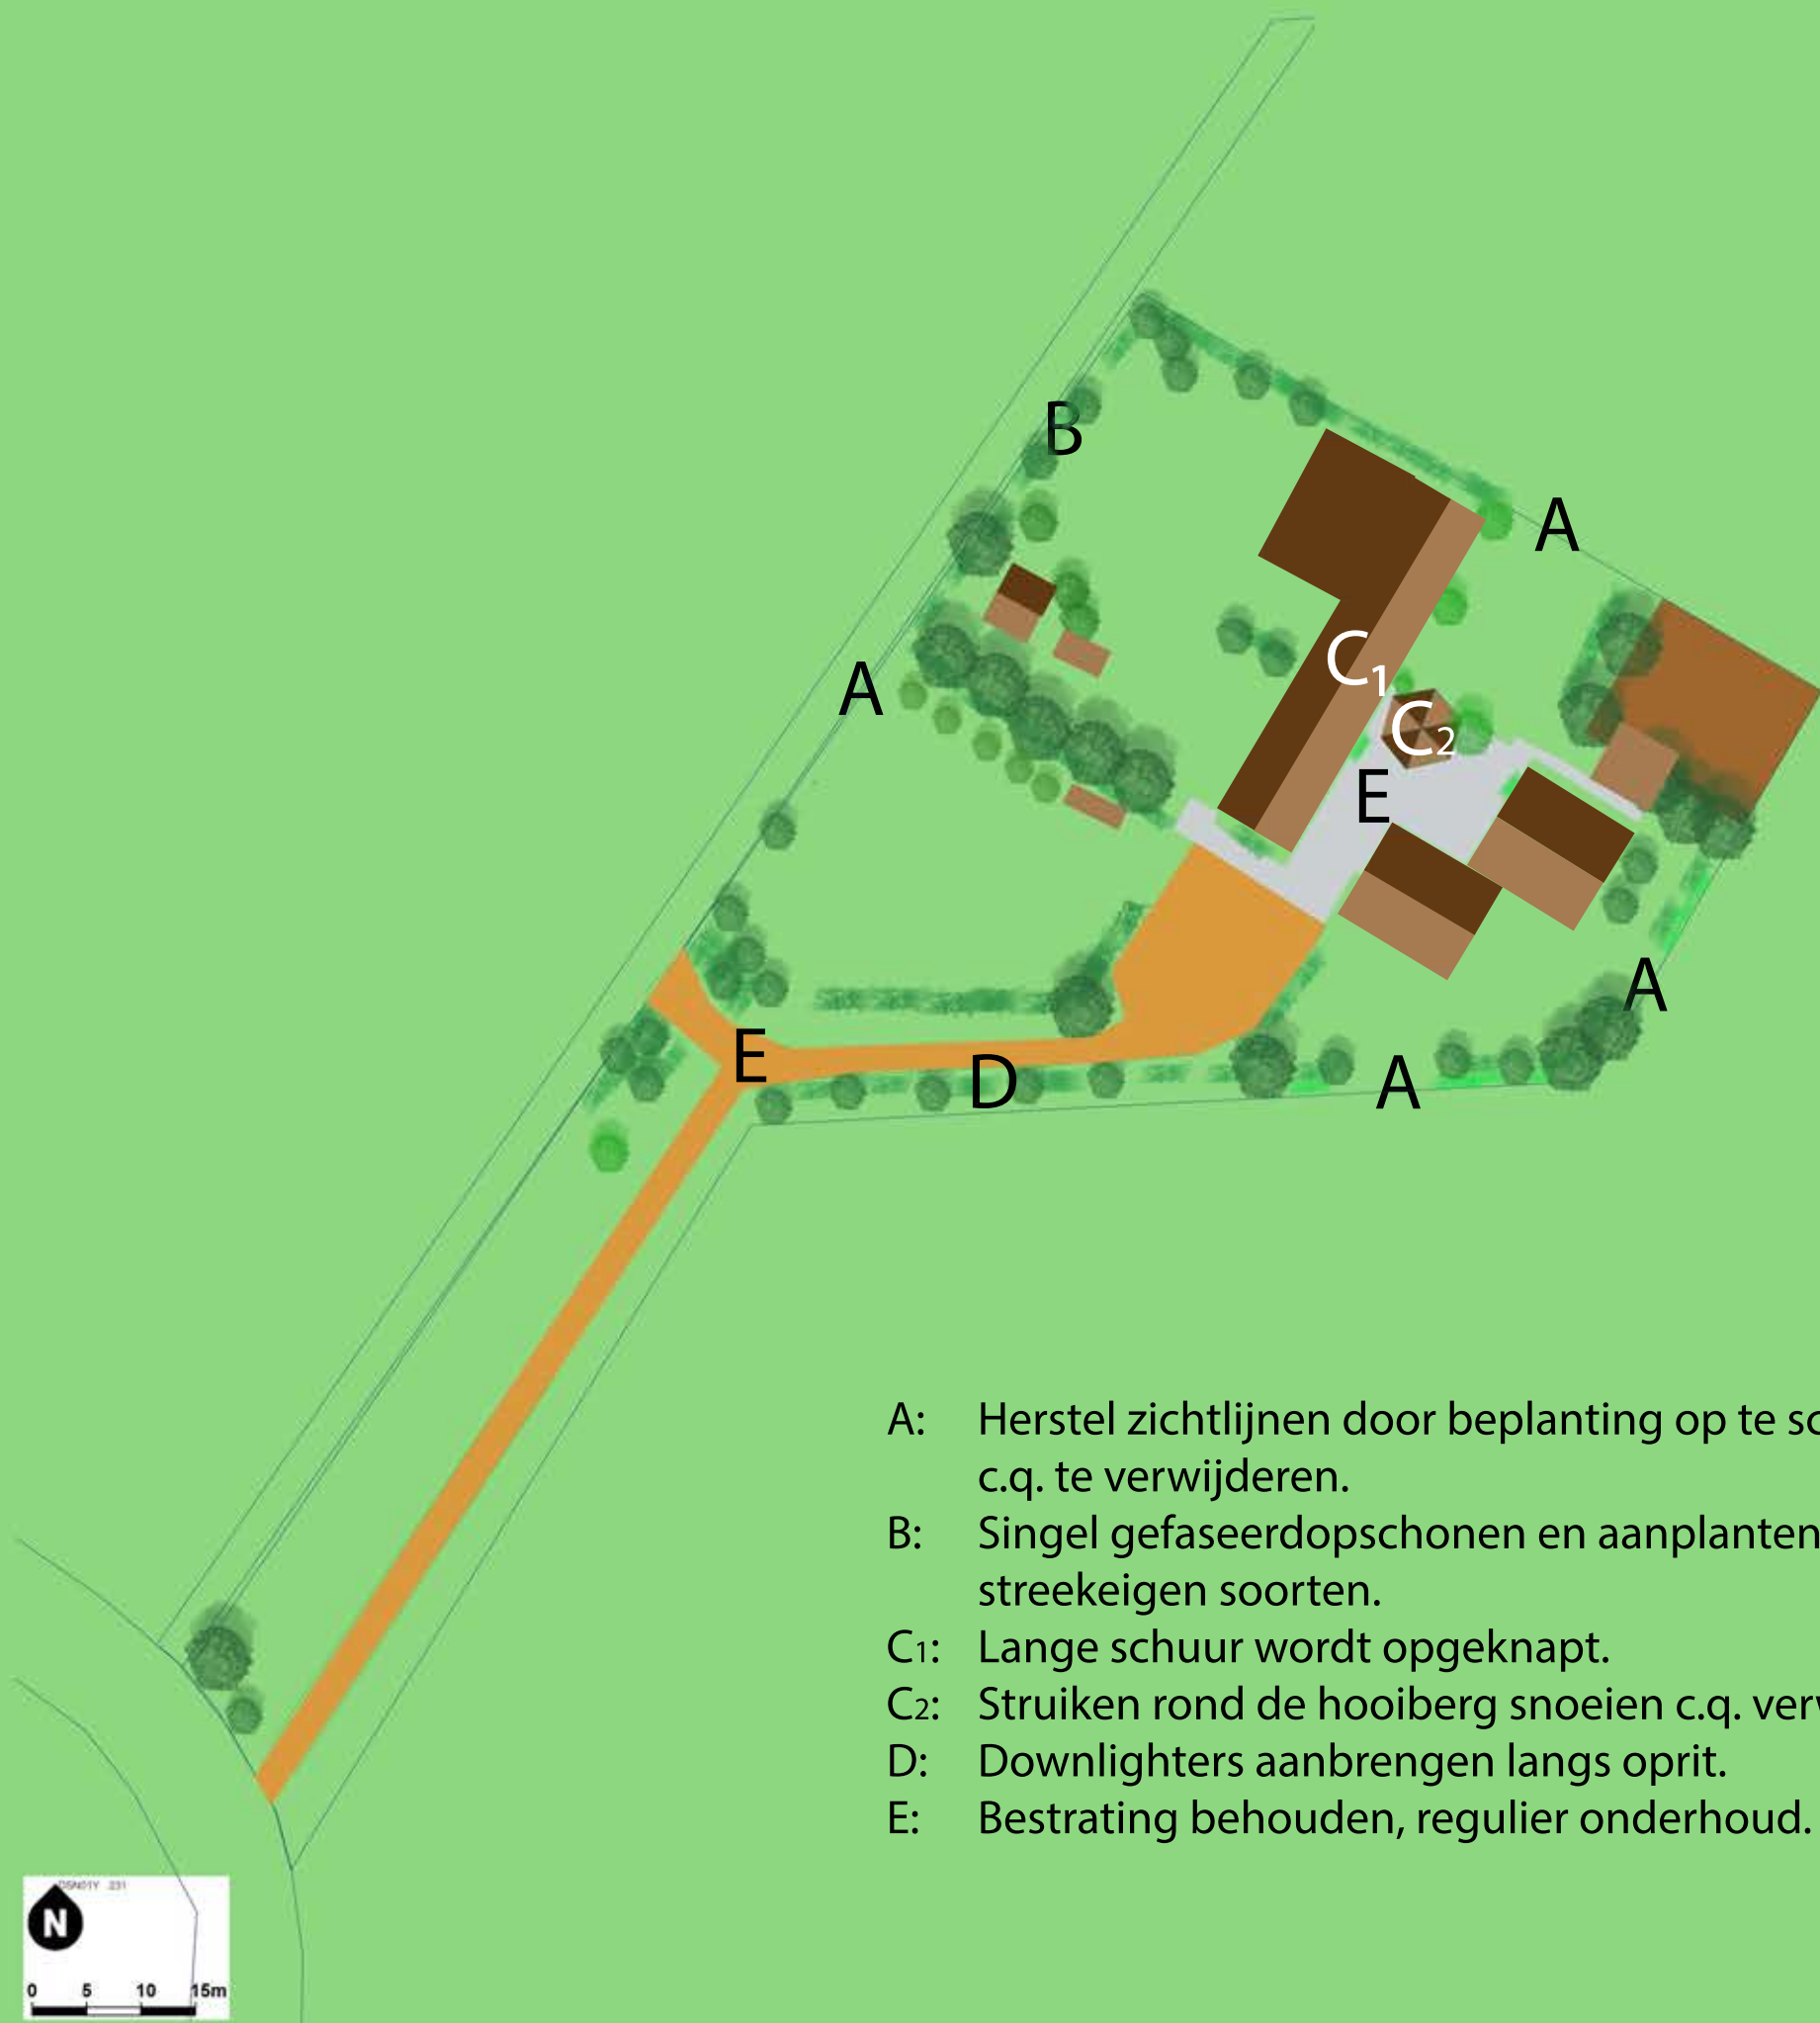 B
A
A
C1
C2
E
A
E
D
A
A: Herstel zichtlijnen door beplanting op te
c.q. te verwijderen.
B: Singel gefaseerdopschonen en aanplanten
streekeigen soorten.
C1: Lange schuur wordt opgeknapt.
C2: Struiken rond de hooiberg snoeien c.q.
D: Downlighters aanbrengen langs oprit.
E: Bestrating behouden, regulier onderhoud.
N
0 5 10 15m